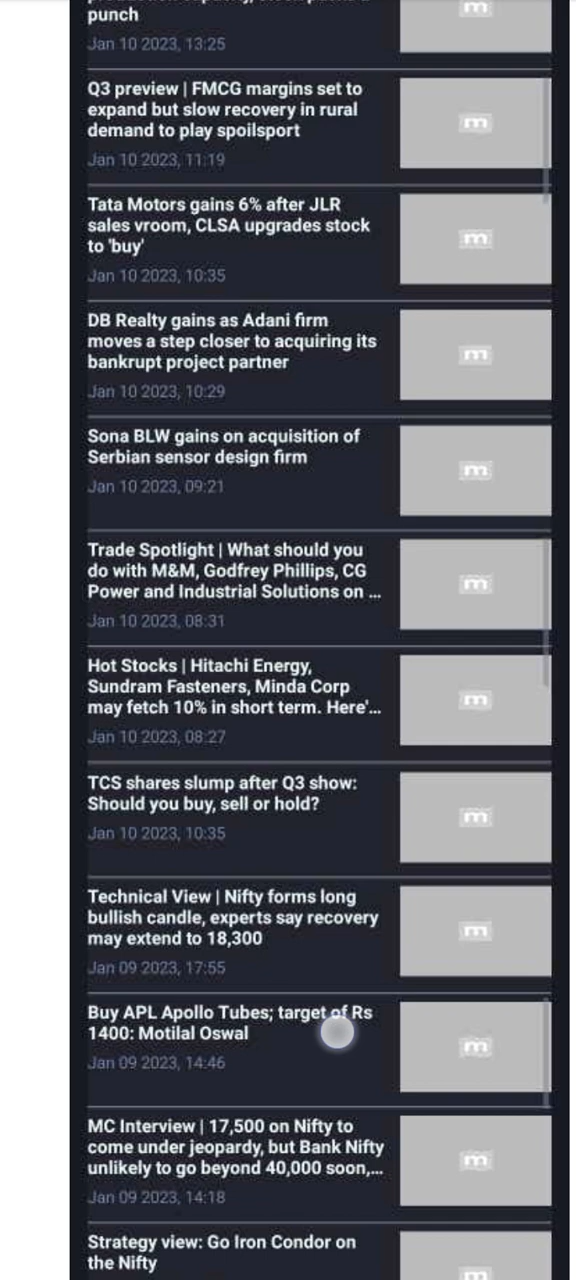 punch
Jan 10 2023, 13:25
Q3 preview | FMCG margins set to
expand but slow recovery in rural
demand to play spoilsport
Jan 10 2023, 11:19
m
Tata Motors gains 6% after JLR
sales vroom, CLSA upgrades stock
to 'buy'
Jan 10 2023, 10:35
m
DB Realty gains as Adani firm
moves a step closer to acquiring its
bankrupt project partner
Jan 10 2023, 10:29
m
Sona BLW gains on acquisition of
Serbian sensor design firm
Jan 10 2023, 09:21
m
Trade Spotlight | What should you
do with M&M, Godfrey Phillips, CG
Power and Industrial Solutions on ...
Jan 10 2023, 08:31
m
Hot Stocks | Hitachi Energy,
Sundram Fasteners, Minda Corp
may fetch 10% in short term. Here'...
Jan 10 2023, 08:27
m
TCS shares slump after Q3 show:
Should you buy, sell or hold?
Jan 10 2023, 10:35
m
Technical View | Nifty forms long
bullish candle, experts say recovery
may extend to 18,300
Jan 09 2023, 17:55
m
Buy APL Apollo Tubes; target of Rs
1400: Motilal Oswal
Jan 09 2023, 14:46
m
MC Interview | 17,500 on Nifty to
come under jeopardy, but Bank Nifty
unlikely to go beyond 40,000 soon,...
Jan 09 2023, 14:18
m
Strategy view: Go Iron Condor on
the Nifty